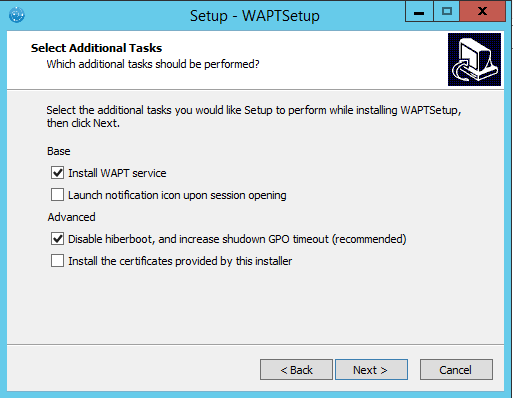 Setup - WAPTSetup
Select Additional Tasks
Which additional tasks should be performed?
Select the additional tasks you would like Setup to perform while installing WAPTSetup,
then click Next.
Base
Install WAPT service
Launch notification icon upon session opening
Advanced
Disable hiberboot, and increase shudown GPO timeout (recommended)
Install the certificates provided by this installer
< Back
Next >
Cancel